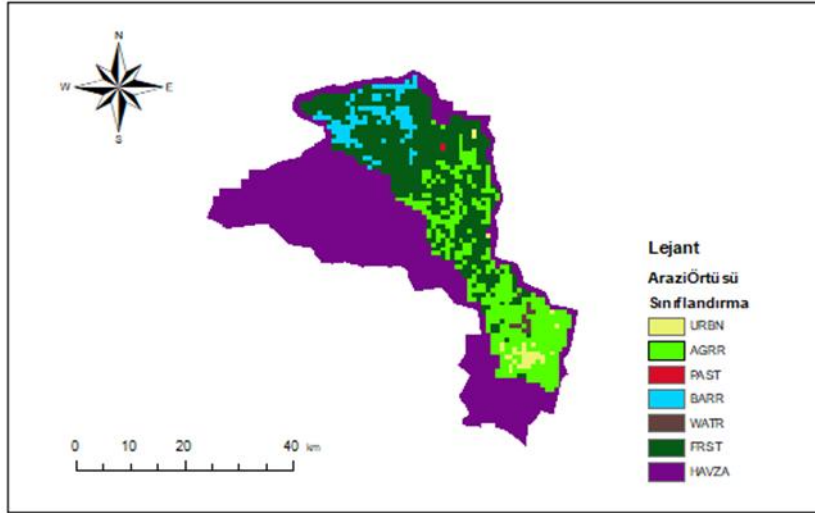 N
W E
S
Lejant
AraziÖrtüsü
Sınıflandırma
URBN
AGRR
PAST
BARR
WATR
FRST
HAVZA
0 10 20 40 km